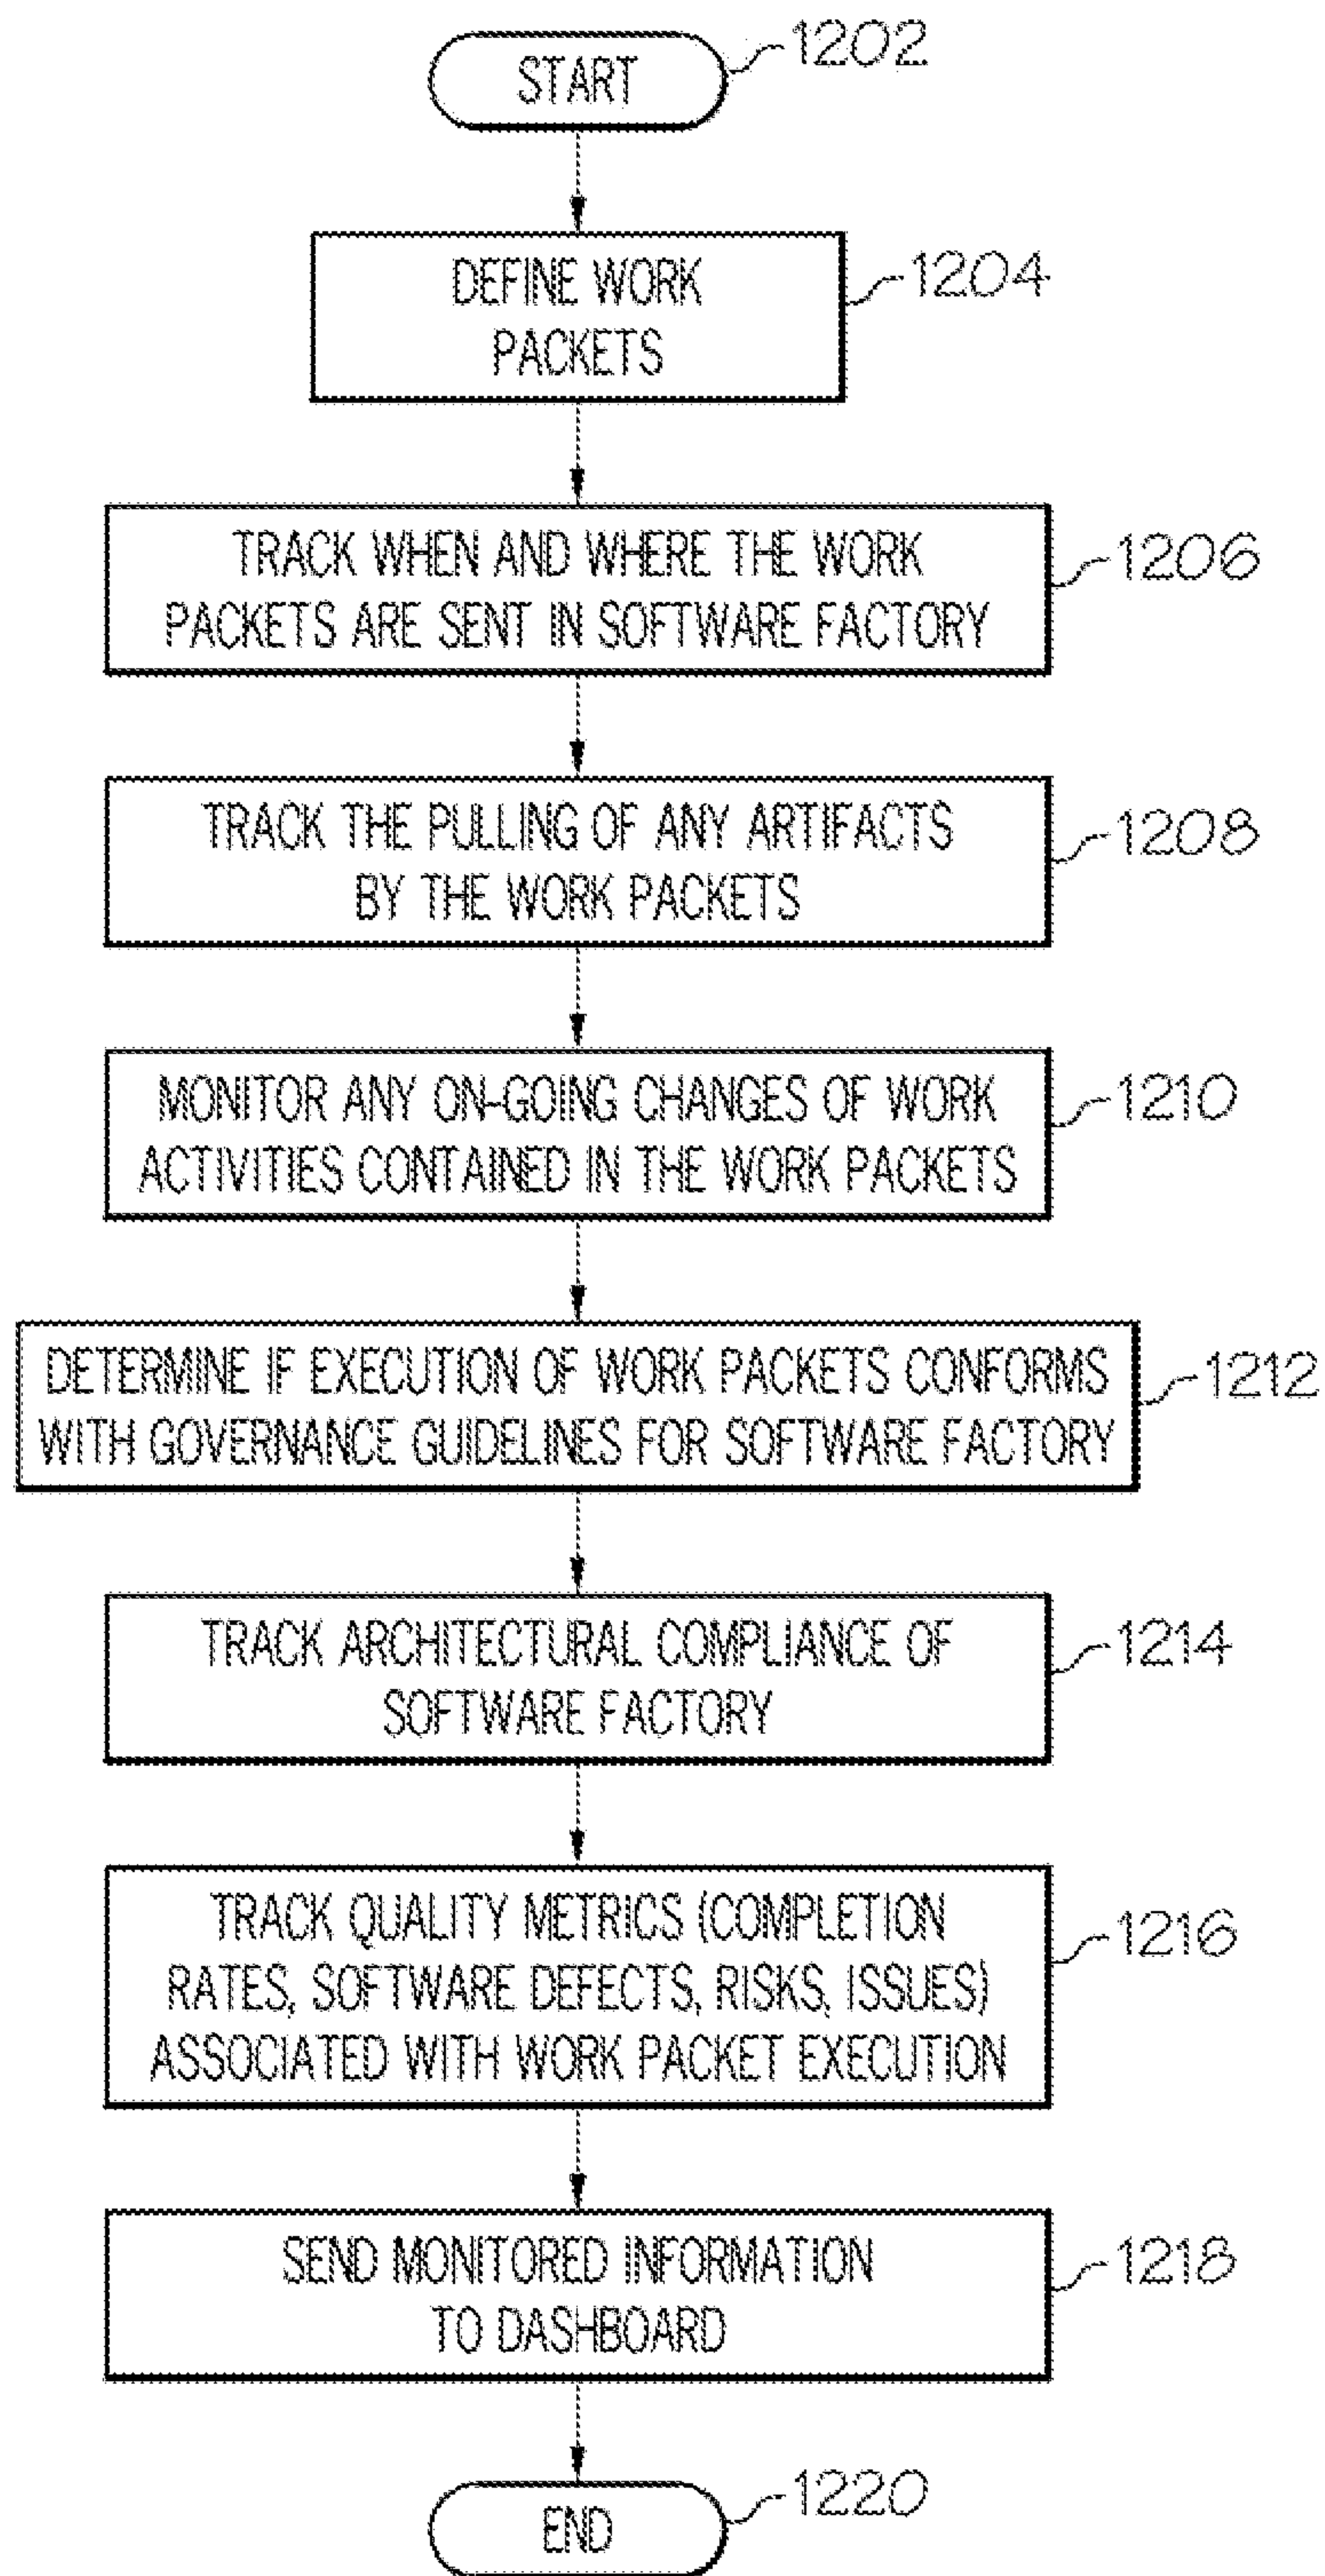 START
1202
DEFINE WORK
PACKETS
1204
TRACK WHEN AND WHERE THE WORK
PACKETS ARE SENT IN SOFTWARE FACTORY
1206
TRACK THE PULLING OF ANY ARTIFACTS
BY THE WORK PACKETS
1208
MONITOR ANY ON-GOING CHANGES OF WORK
ACTIVITIES CONTAINED IN THE WORK PACKETS
1210
DETERMINE IF EXECUTION OF WORK PACKETS CONFORMS
WITH GOVERNANCE GUIDELINES FOR SOFTWARE FACTORY
1212
TRACK ARCHITECTURAL COMPLIANCE OF
SOFTWARE FACTORY
1214
TRACK QUALITY METRICS (COMPLETION
RATES, SOFTWARE DEFECTS, RISKS, ISSUES)
ASSOCIATED WITH WORK PACKET EXECUTION
1216
SEND MONITORED INFORMATION
TO DASHBOARD
1218
END
1220